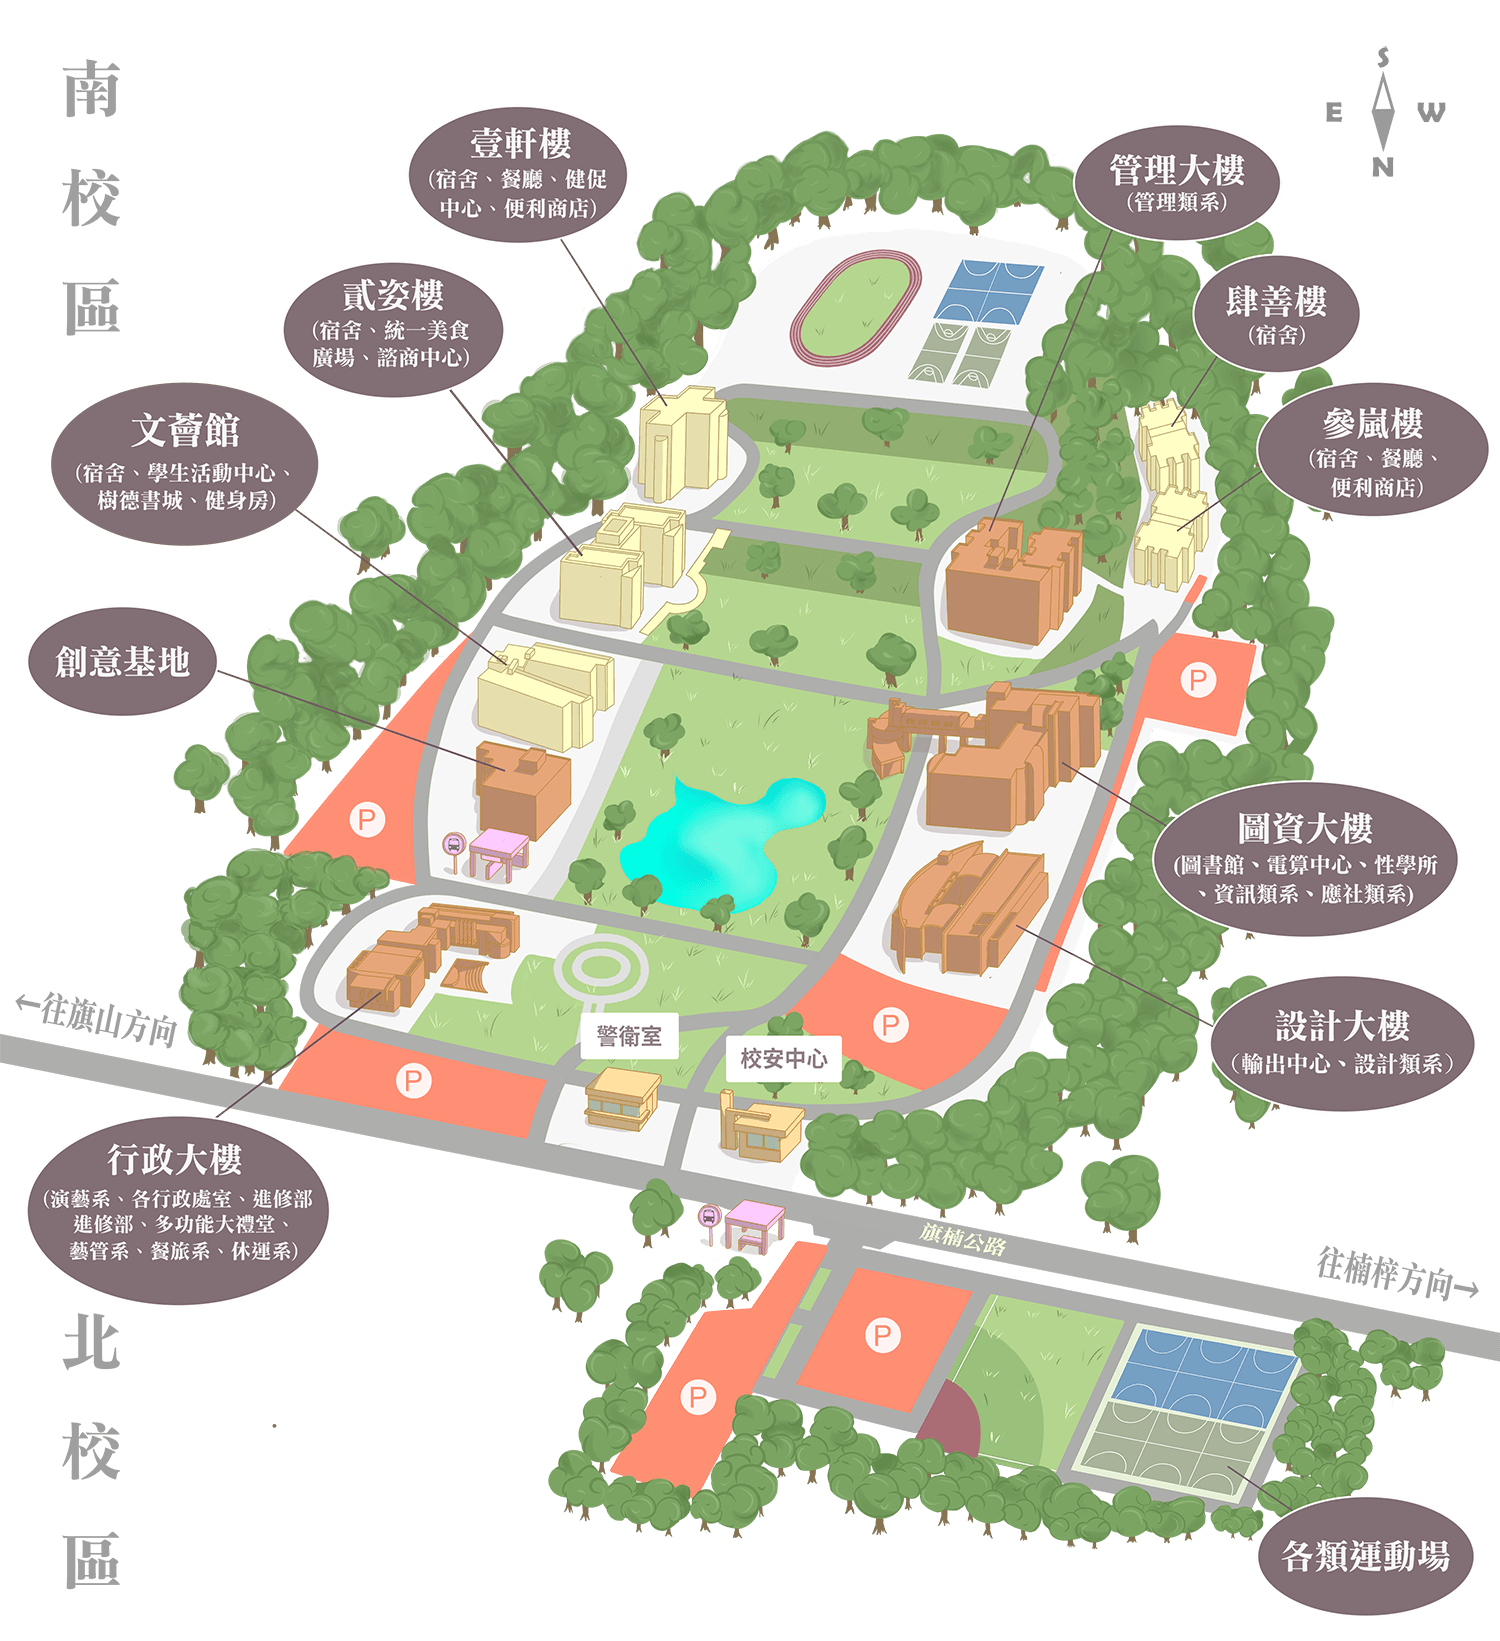 南校區
S
E
W
N
壹軒樓
(宿舍、餐廳、健促
中心、便利商店)
管理大樓
(管理類系)
貳姿樓
(宿舍、統一美食
廣場、諮商中心)
肆善樓
(宿舍)
文薈館
(宿舍、學生活動中心、
樹德書城、健身房)
參嵐樓
(宿舍、餐廳、
便利商店)
創意基地
P
P
圖資大樓
(圖書館、電算中心、性學所
、資訊類系、應社類系)
設計大樓
(輸出中心、設計類系)
←往旗山方向
P
P
警衛室
校安中心
行政大樓
(演藝系、各行政處室、進修部
進修部、多功能大禮堂、
藝管系、餐旅系、休運系)
旗楠公路
往楠梓方向→
北校區
P
P
各類運動場